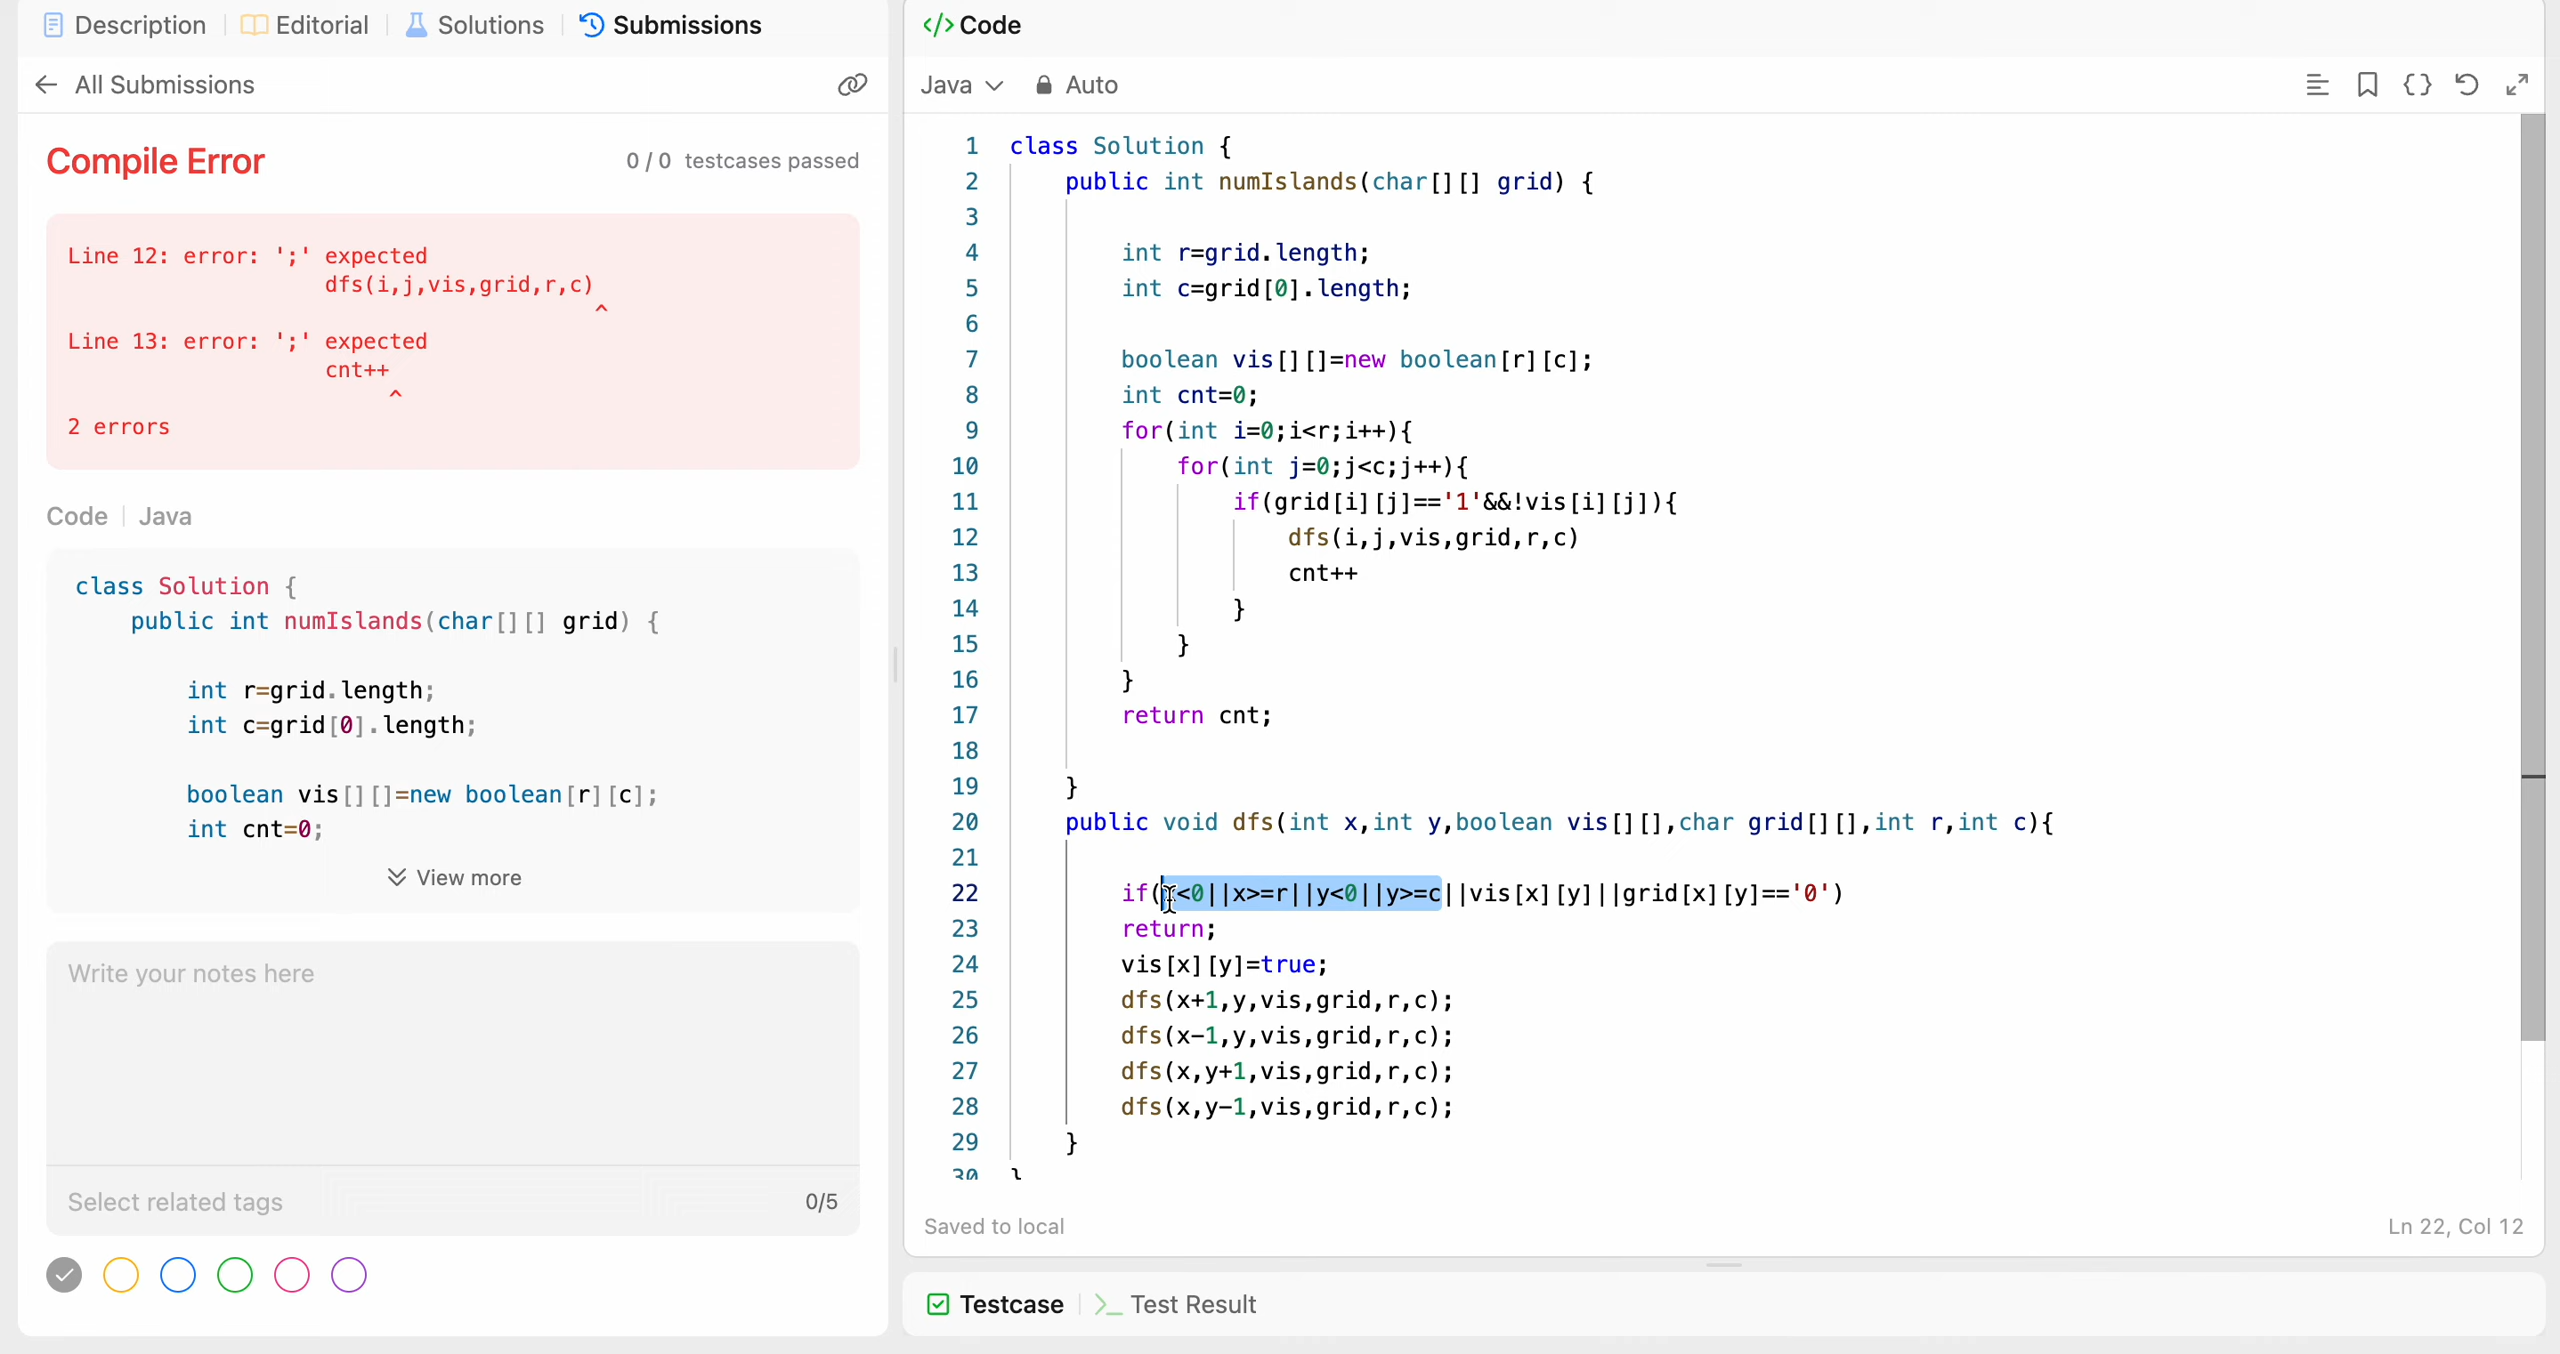 Description
Editorial
Solutions
Submissions
All Submissions
Compile Error
0 / 0 testcases passed
Line 12: error: ';' expected
dfs(i,j,vis,grid,r,c)
^
Line 13: error: ';' expected
cnt++
^
2 errors
Code
Java
class Solution {
public int numIslands(char[][] grid) {
int r=grid.length;
int c=grid[0].length;
boolean vis[][]=new boolean[r][c];
int cnt=0;
View more
Write your notes here
Select related tags
0/5
</> Code
Java
Auto
1 class Solution {
2 public int numIslands(char[][] grid) {
3
4 int r=grid.length;
5 int c=grid[0].length;
6
7 boolean vis[][]=new boolean[r][c];
8 int cnt=0;
9 for(int i=0;i<r;i++){
10 for(int j=0;j<c;j++){
11 if(grid[i][j]=='1'&&!vis[i][j]){
12 dfs(i,j,vis,grid,r,c)
13 cnt++
14 }
15 }
16 }
17 return cnt;
18
19 }
20 public void dfs(int x,int y,boolean vis[][],char grid[][],int r,int c){
21
22 if(x<0||x>=r||y<0||y>=c||vis[x][y]||grid[x][y]=='0')
23 return;
24 vis[x][y]=true;
25 dfs(x+1,y,vis,grid,r,c);
26 dfs(x-1,y,vis,grid,r,c);
27 dfs(x,y+1,vis,grid,r,c);
28 dfs(x,y-1,vis,grid,r,c);
29 }
30 }
Saved to local
Ln 22, Col 12
Testcase
Test Result